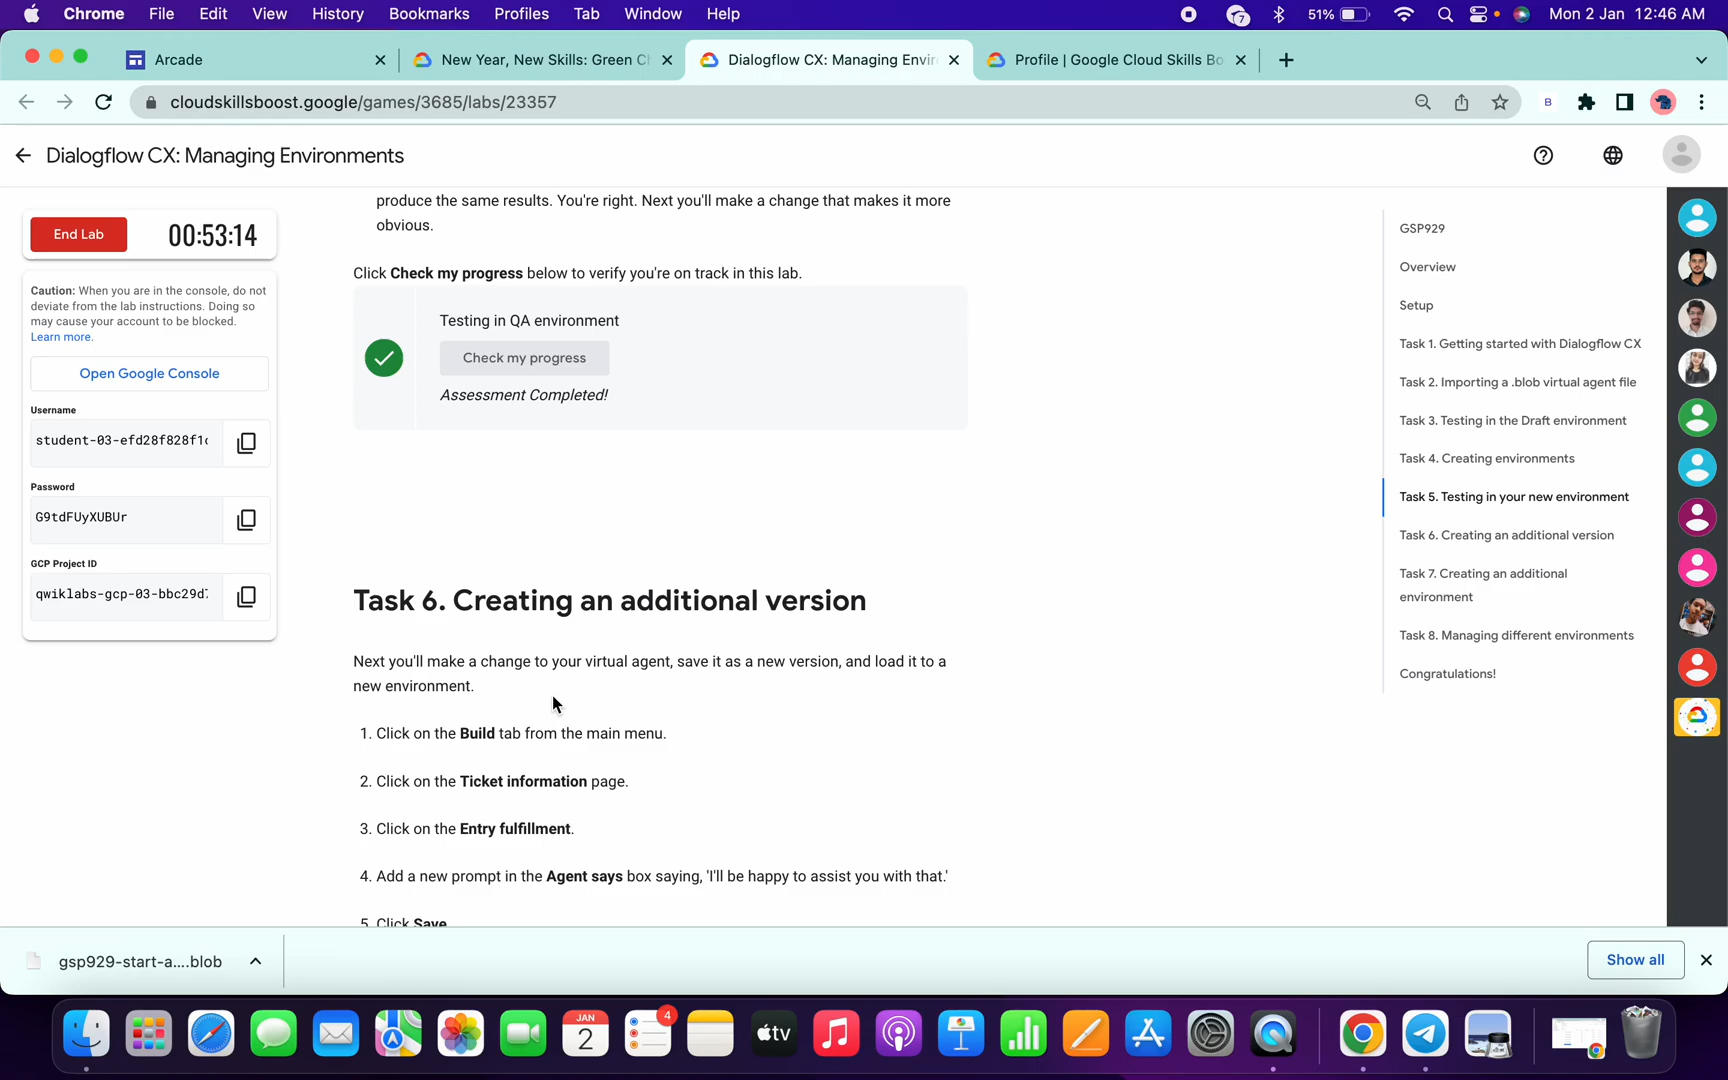 Chrome File Edit View History Bookmarks Profiles Tab Window Help
7
51%
Mon 2 Jan 12:46 AM
Arcade
New Year, New Skills: Green C
Dialogflow CX: Managing Envir
Profile | Google Cloud Skills Bo
cloudskillsboost.google/games/3685/labs/23357
B
Dialogflow CX: Managing Environments
End Lab
00:53:14
Caution: When you are in the console, do not
deviate from the lab instructions. Doing so
may cause your account to be blocked.
Learn more.
Open Google Console
Username
student-03-efd28f828f1
Password
G9tdFUyXUBUr
GCP Project ID
qwiklabs-gcp-03-bbc29d
produce the same results. You're right. Next you'll make a change that makes it more
obvious.
Click Check my progress below to verify you're on track in this lab.
Testing in QA environment
Check my progress
Assessment Completed!
Task 6. Creating an additional version
Next you'll make a change to your virtual agent, save it as a new version, and load it to a
new environment.
1. Click on the Build tab from the main menu.
2. Click on the Ticket information page.
3. Click on the Entry fulfillment.
4. Add a new prompt in the Agent says box saying, 'I'll be happy to assist you with that.'
5. Click Save
GSP929
Overview
Setup
Task 1. Getting started with Dialogflow CX
Task 2. Importing a .blob virtual agent file
Task 3. Testing in the Draft environment
Task 4. Creating environments
Task 5. Testing in your new environment
Task 6. Creating an additional version
Task 7. Creating an additional
environment
Task 8. Managing different environments
Congratulations!
gsp929-start-a....blob
Show all
JAN
2
4
tv